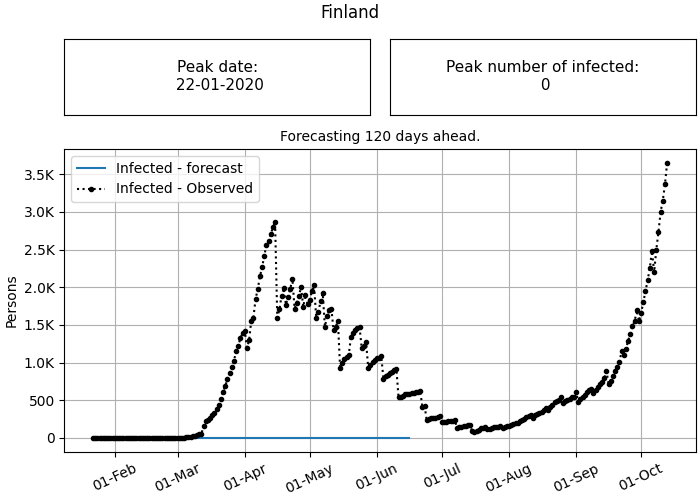 Finland
Peak date:
22-01-2020
Peak number of infected:
0
Forecasting 120 days ahead.
Infected - forecast
Infected - Observed
3.5K
3.0K
2.5K
2.0K
1.5K
1.0K
500
0
Persons
01-Feb
01-Mar
01-Apr
01-May
01-Jun
01-Jul
01-Aug
01-Sep
01-Oct